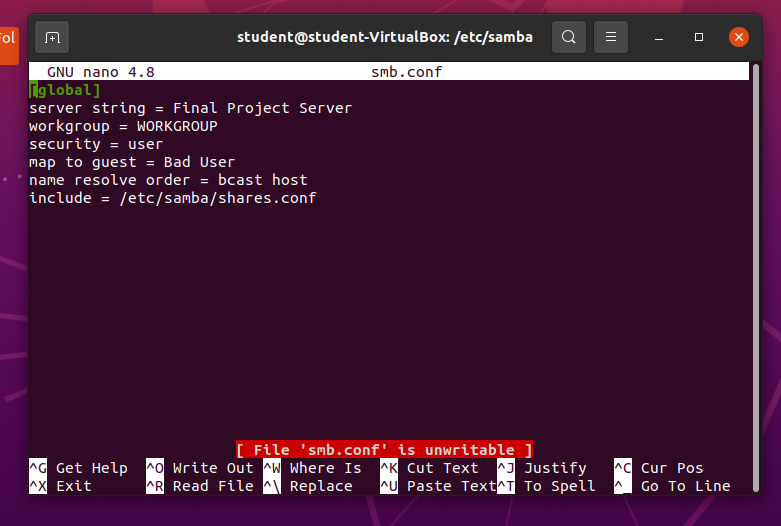 Fol
student@student-VirtualBox: /etc/samba
GNU nano 4.8 smb.conf
[global]
server string = Final Project Server
workgroup = WORKGROUP
security = user
map to guest = Bad User
name resolve order = bcast host
include = /etc/samba/shares.conf
[ File 'smb.conf' is unwritable ]
^G Get Help ^O Write Out ^W Where Is ^K Cut Text ^J Justify ^C Cur Pos
^X Exit ^R Read File ^\ Replace ^U Paste Text ^T To Spell ^_ Go To Line